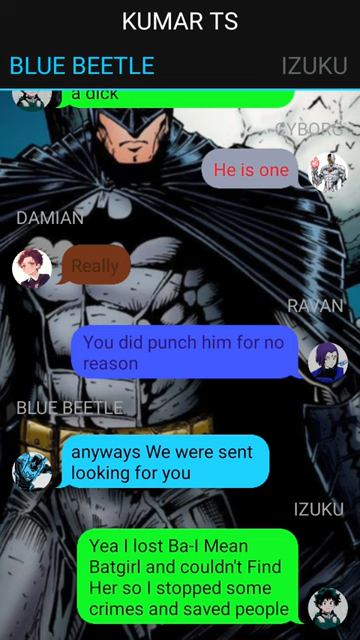 KUMAR TS
BLUE BEETLE
IZUKU
a dick
CYBORG
He is one
DAMIAN
Really
RAVAN
You did punch him for no
reason
BLUE BEETLE
anyways We were sent
looking for you
IZUKU
Yea I lost Ba-I Mean
Batgirl and couldn't Find
Her so I stopped some
crimes and saved people